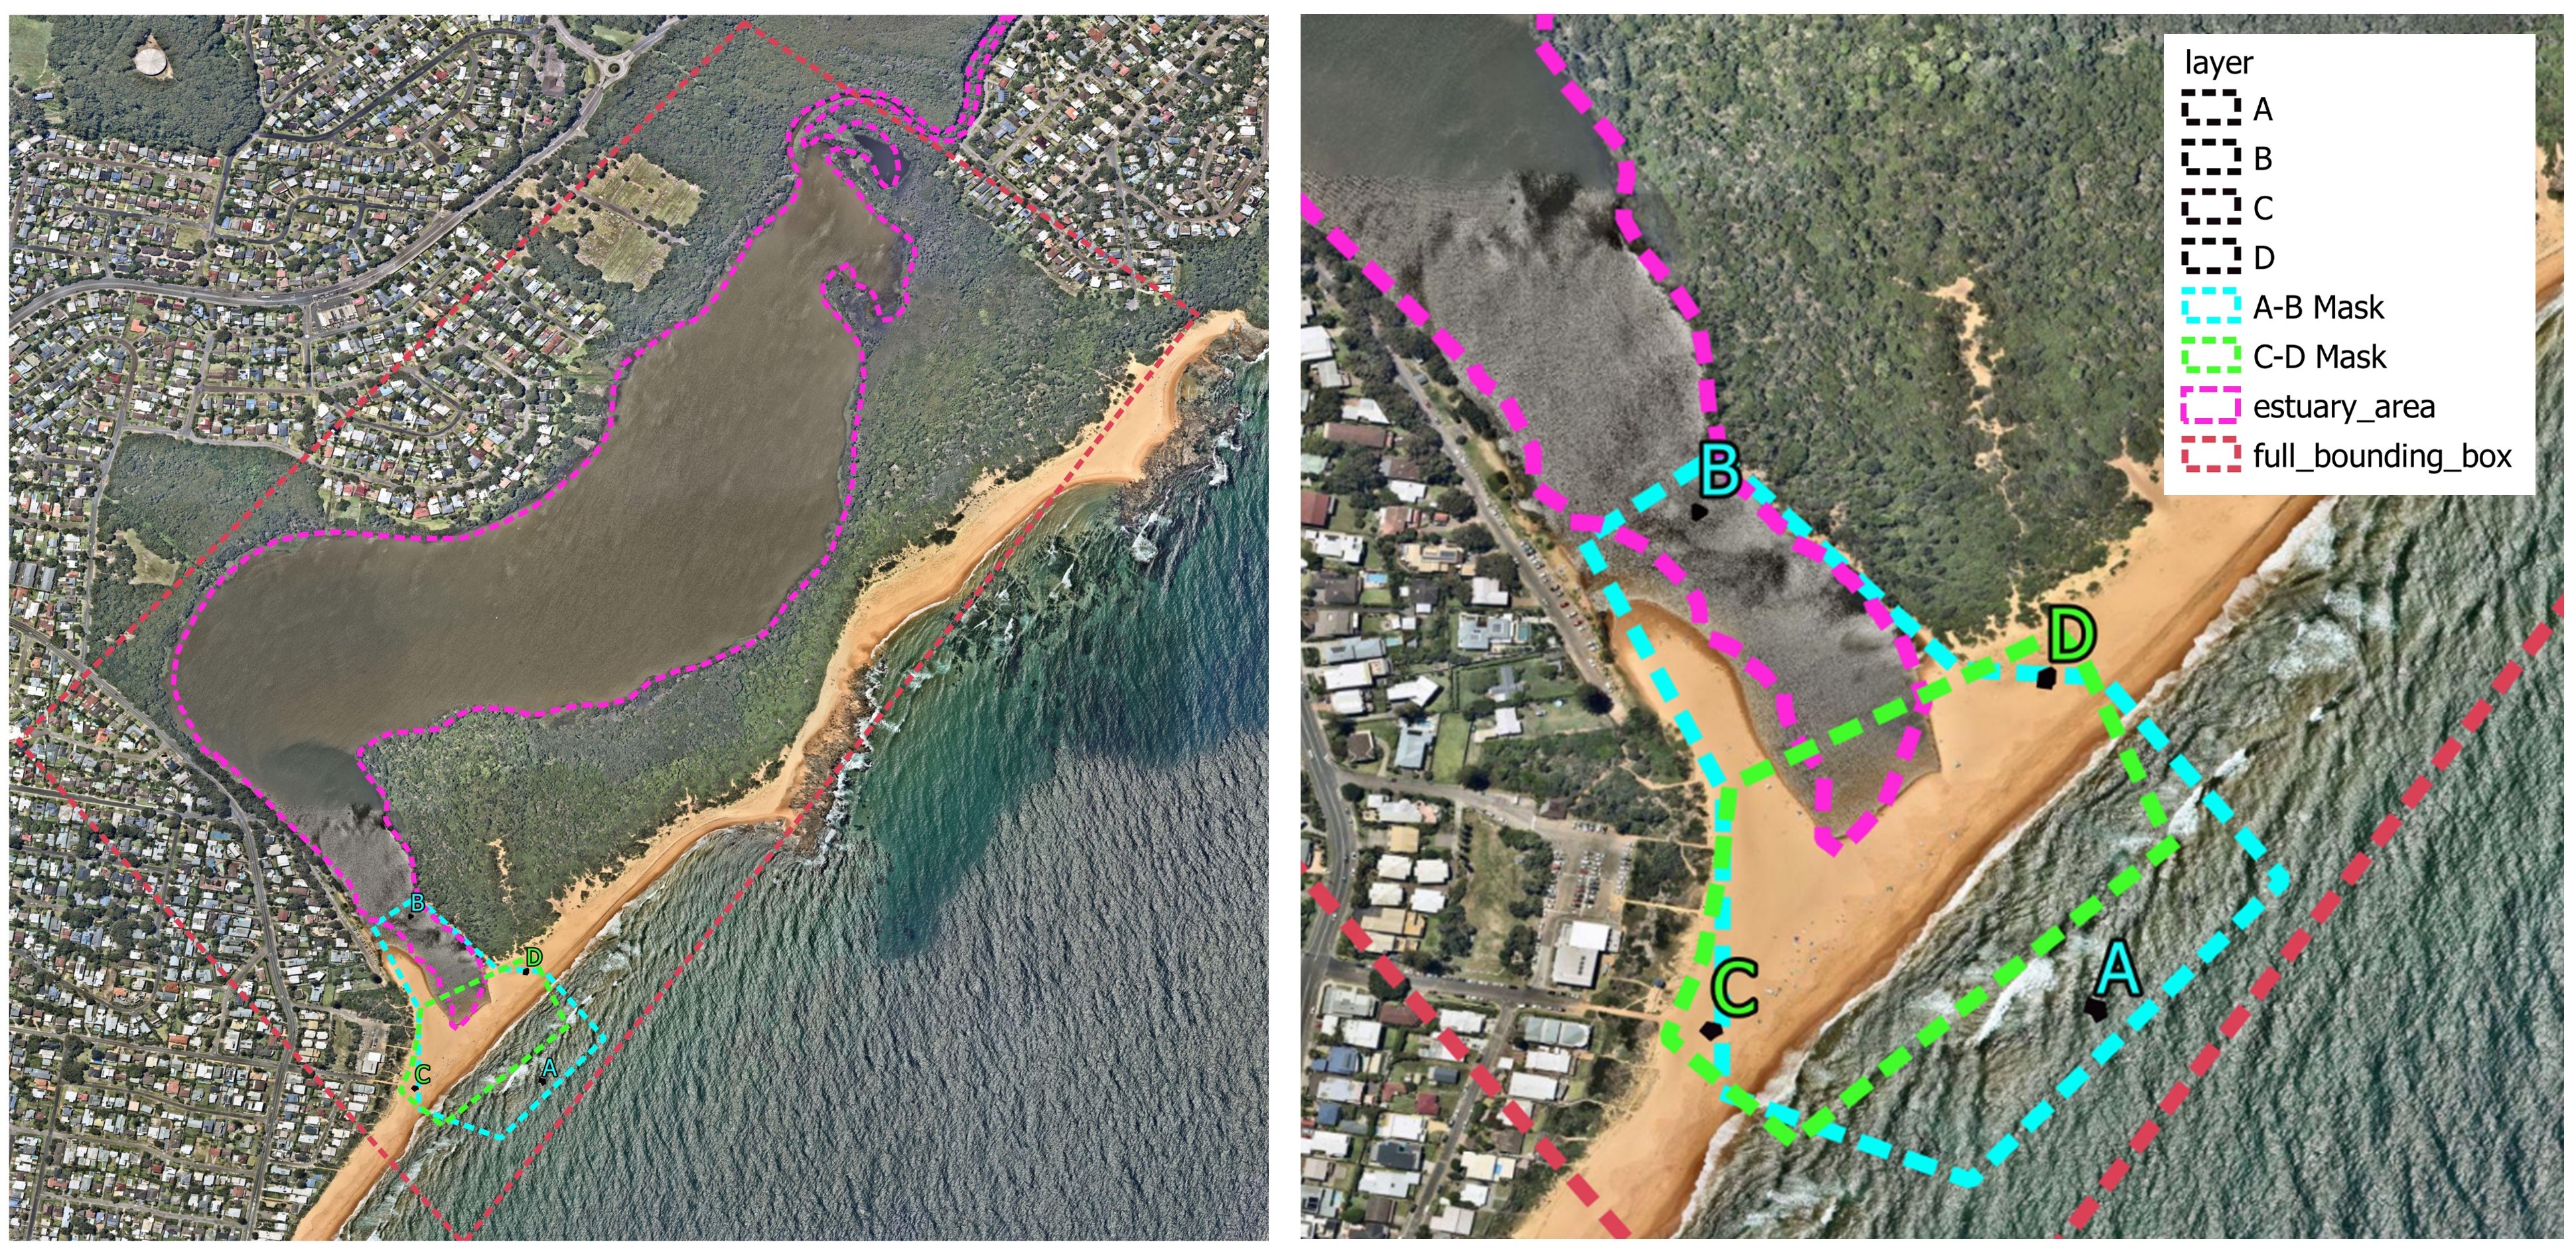 B
D
C
A
layer
A
B
C
D
A-B Mask
C-D Mask
estuary_area
full_bounding_box
B
D
A
C